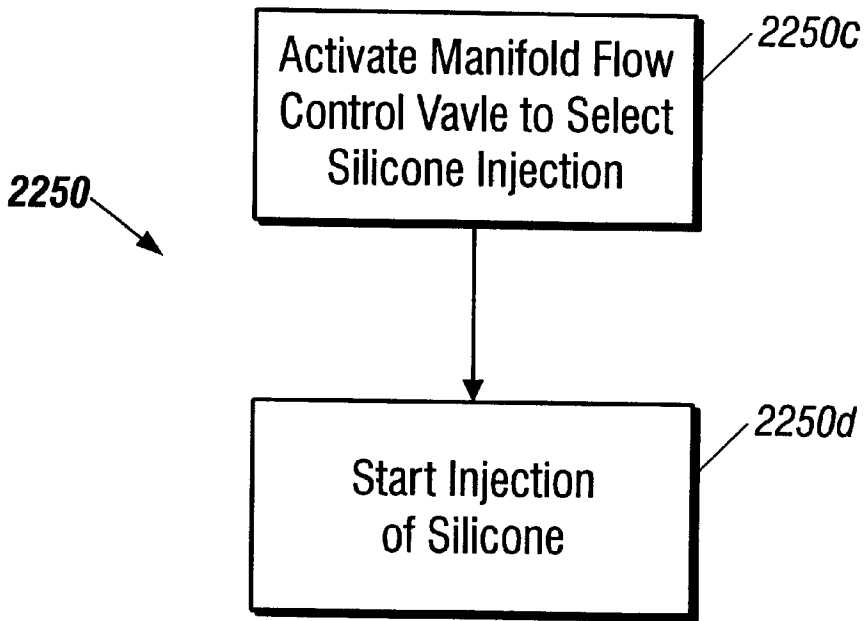 Activate Manifold Flow
Control Vavle to Select
Silicone Injection
2250c
2250
Start Injection
of Silicone
2250d